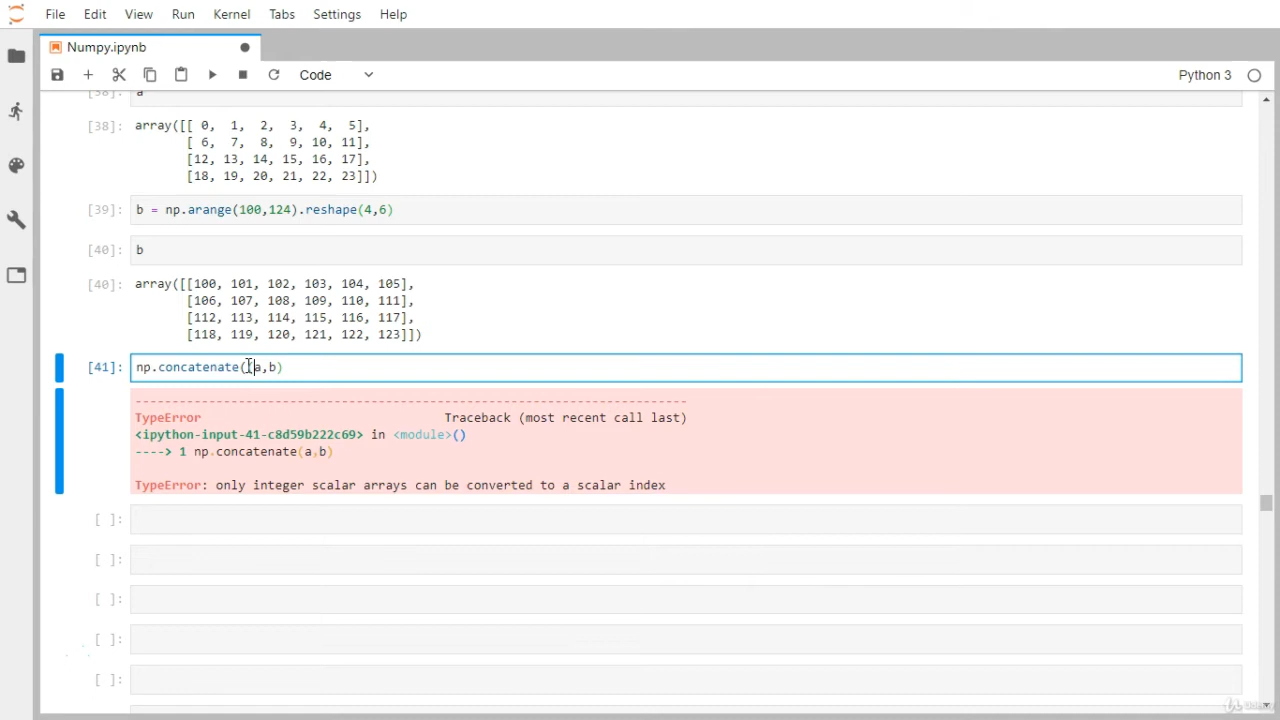 File Edit View Run Kernel Tabs Settings Help
Numpy.ipynb
Code
Python 3
[38]: a
[38]: array([[ 0, 1, 2, 3, 4, 5],
[ 6, 7, 8, 9, 10, 11],
[12, 13, 14, 15, 16, 17],
[18, 19, 20, 21, 22, 23]])
[39]: b = np.arange(100,124).reshape(4,6)
[40]: b
[40]: array([[100, 101, 102, 103, 104, 105],
[106, 107, 108, 109, 110, 111],
[112, 113, 114, 115, 116, 117],
[118, 119, 120, 121, 122, 123]])
[41]: np.concatenate((a,b)
---------------------------------------------------------------------------
TypeError Traceback (most recent call last)
<ipython-input-41-c8d59b222c69> in <module>()
----> 1 np.concatenate(a,b)
TypeError: only integer scalar arrays can be converted to a scalar index
[ ]:
[ ]:
[ ]:
[ ]:
[ ]: